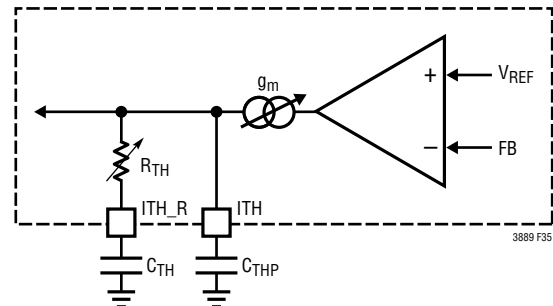 gm
+
VREF
−
FB
RTH
ITH_R
ITH
3889 F35
CTH
CTHP